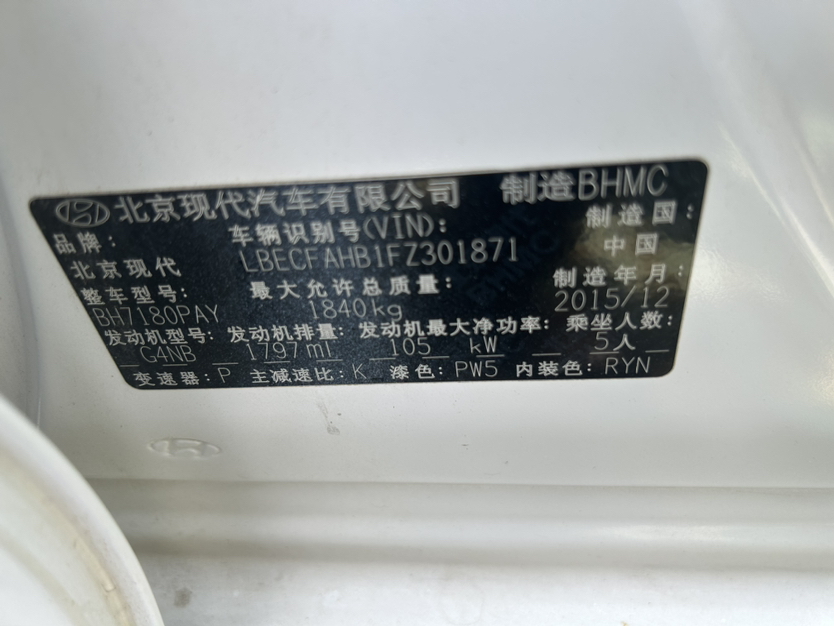 北京现代汽车有限公司 制造BHMC
品牌: 车辆识别号(VIN): 制造国:
北京现代 LBECFAHB1FZ301871 中国
整车型号: 最大允许总质量: 制造年月:
BH7180PAY 1840kg 2015/12
发动机型号: 发动机排量: 发动机最大净功率: 乘坐人数:
G4NB 1797ml 105 kW 5人
变速器: P 主减速比: K 漆色: PW5 内装色: RYN